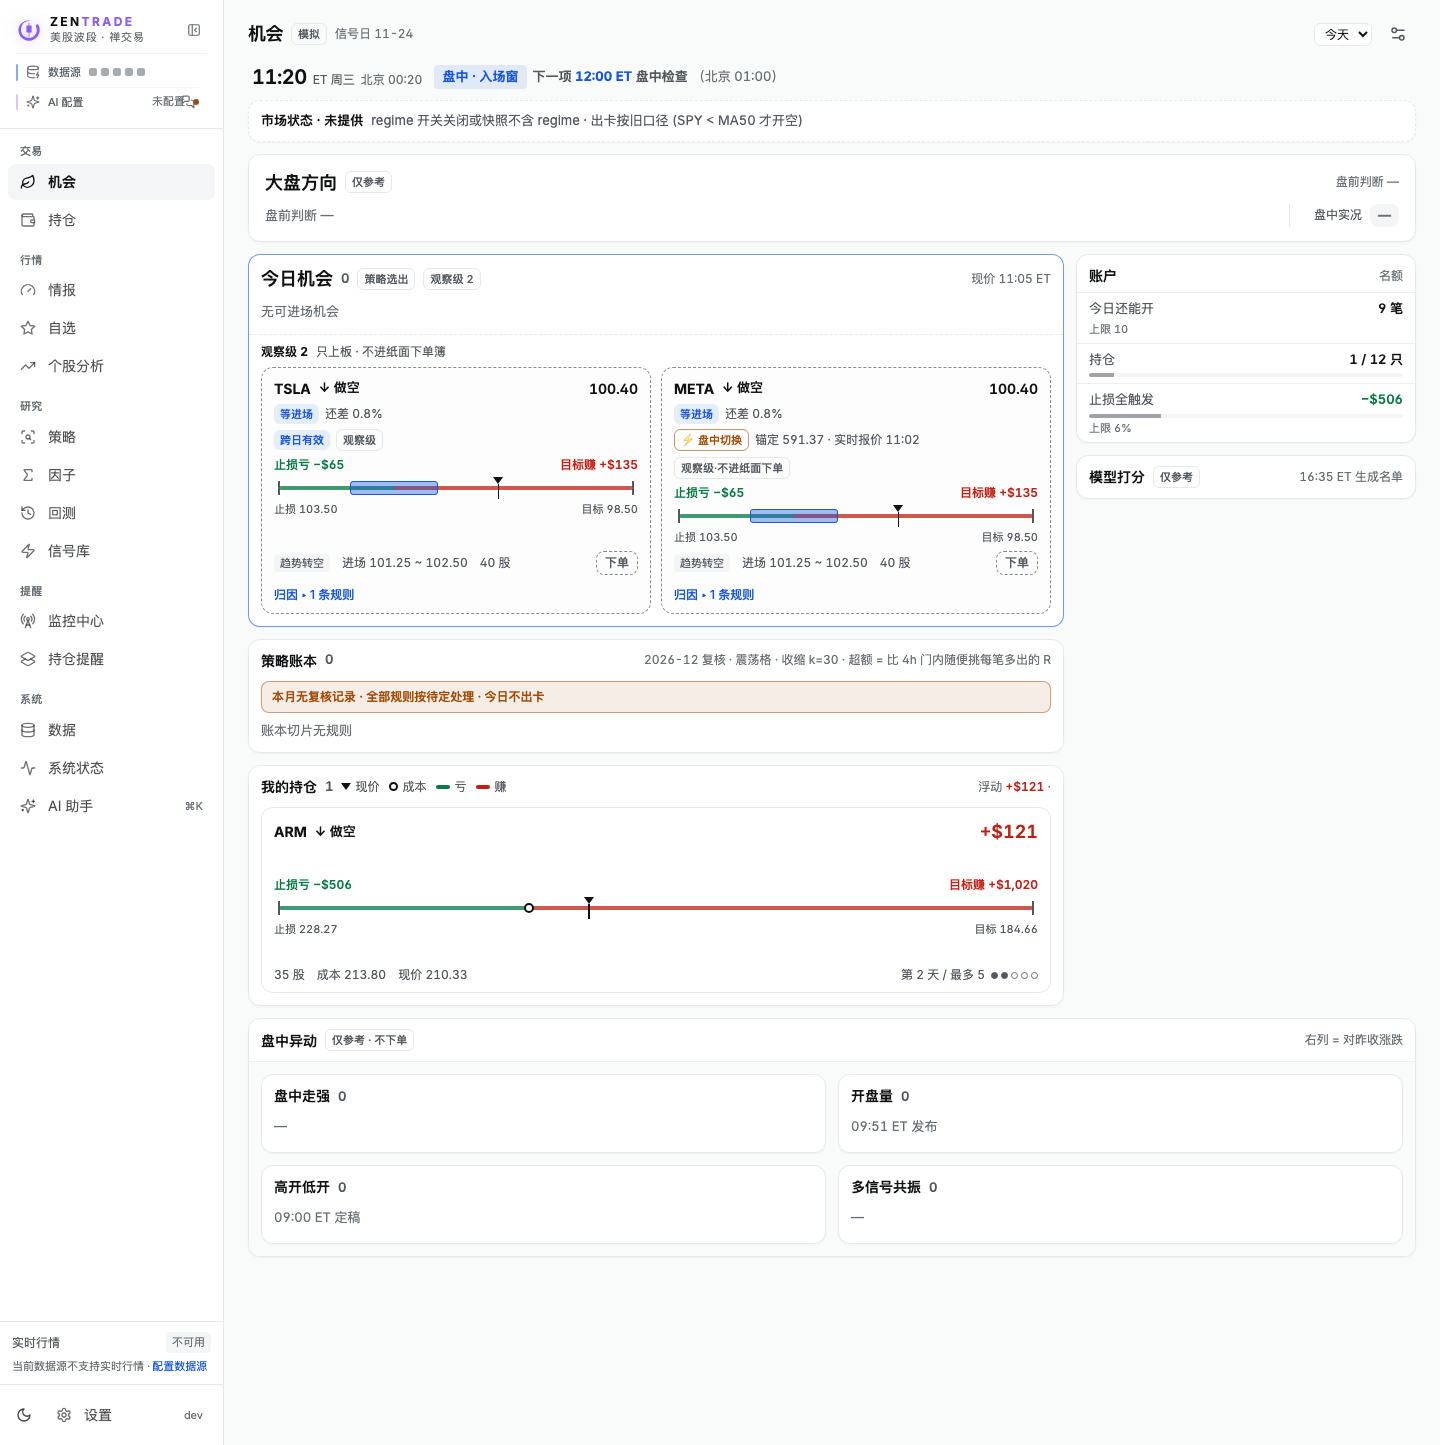 ZENTRADE
美股波段 · 禅交易
数据源
AI 配置 未配置
交易
机会
持仓
行情
情报
自选
个股分析
研究
策略
因子
回测
信号库
提醒
监控中心
持仓提醒
系统
数据
系统状态
AI 助手 ⌘K
实时行情 不可用
当前数据源不支持实时行情 · 配置数据源
设置 dev
机会 模拟 信号日 11-24 今天
11:20 ET 周三 北京 00:20 盘中 · 入场窗 下一项 12:00 ET 盘中检查 (北京 01:00)
市场状态 · 未提供 regime 开关关闭或快照不含 regime · 出卡按旧口径 (SPY < MA50 才开空)
大盘方向 仅参考 盘前判断 —
盘前判断 — 盘中实况 —
今日机会 0 策略选出 观察级 2 现价 11:05 ET
无可进场机会
观察级 2 只上板 · 不进纸面下单簿
TSLA ↓ 做空 100.40
等进场 还差 0.8%
跨日有效 观察级
止损亏 −$65 目标赚 +$135
止损 103.50 目标 98.50
趋势转空 进场 101.25 ~ 102.50 40 股 下单
归因 ▸ 1 条规则
META ↓ 做空 100.40
等进场 还差 0.8%
⚡ 盘中切换 锚定 591.37 · 实时报价 11:02
观察级·不进纸面下单
止损亏 −$65 目标赚 +$135
止损 103.50 目标 98.50
趋势转空 进场 101.25 ~ 102.50 40 股 下单
归因 ▸ 1 条规则
账户 名额
今日还能开 9 笔
上限 10
持仓 1 / 12 只
止损全触发 −$506
上限 6%
模型打分 仅参考 16:35 ET 生成名单
策略账本 0 2026-12 复核 · 震荡格 · 收缩 k=30 · 超额 = 比 4h 门内随便挑每笔多出的 R
本月无复核记录 · 全部规则按待定处理 · 今日不出卡
账本切片无规则
我的持仓 1 现价 成本 亏 赚 浮动 +$121 ·
ARM ↓ 做空 +$121
止损亏 −$506 目标赚 +$1,020
止损 228.27 目标 184.66
35 股 成本 213.80 现价 210.33 第 2 天 / 最多 5 ●●○○○
盘中异动 仅参考 · 不下单 右列 = 对昨收涨跌
盘中走强 0
—
开盘量 0
09:51 ET 发布
高开低开 0
09:00 ET 定稿
多信号共振 0
—